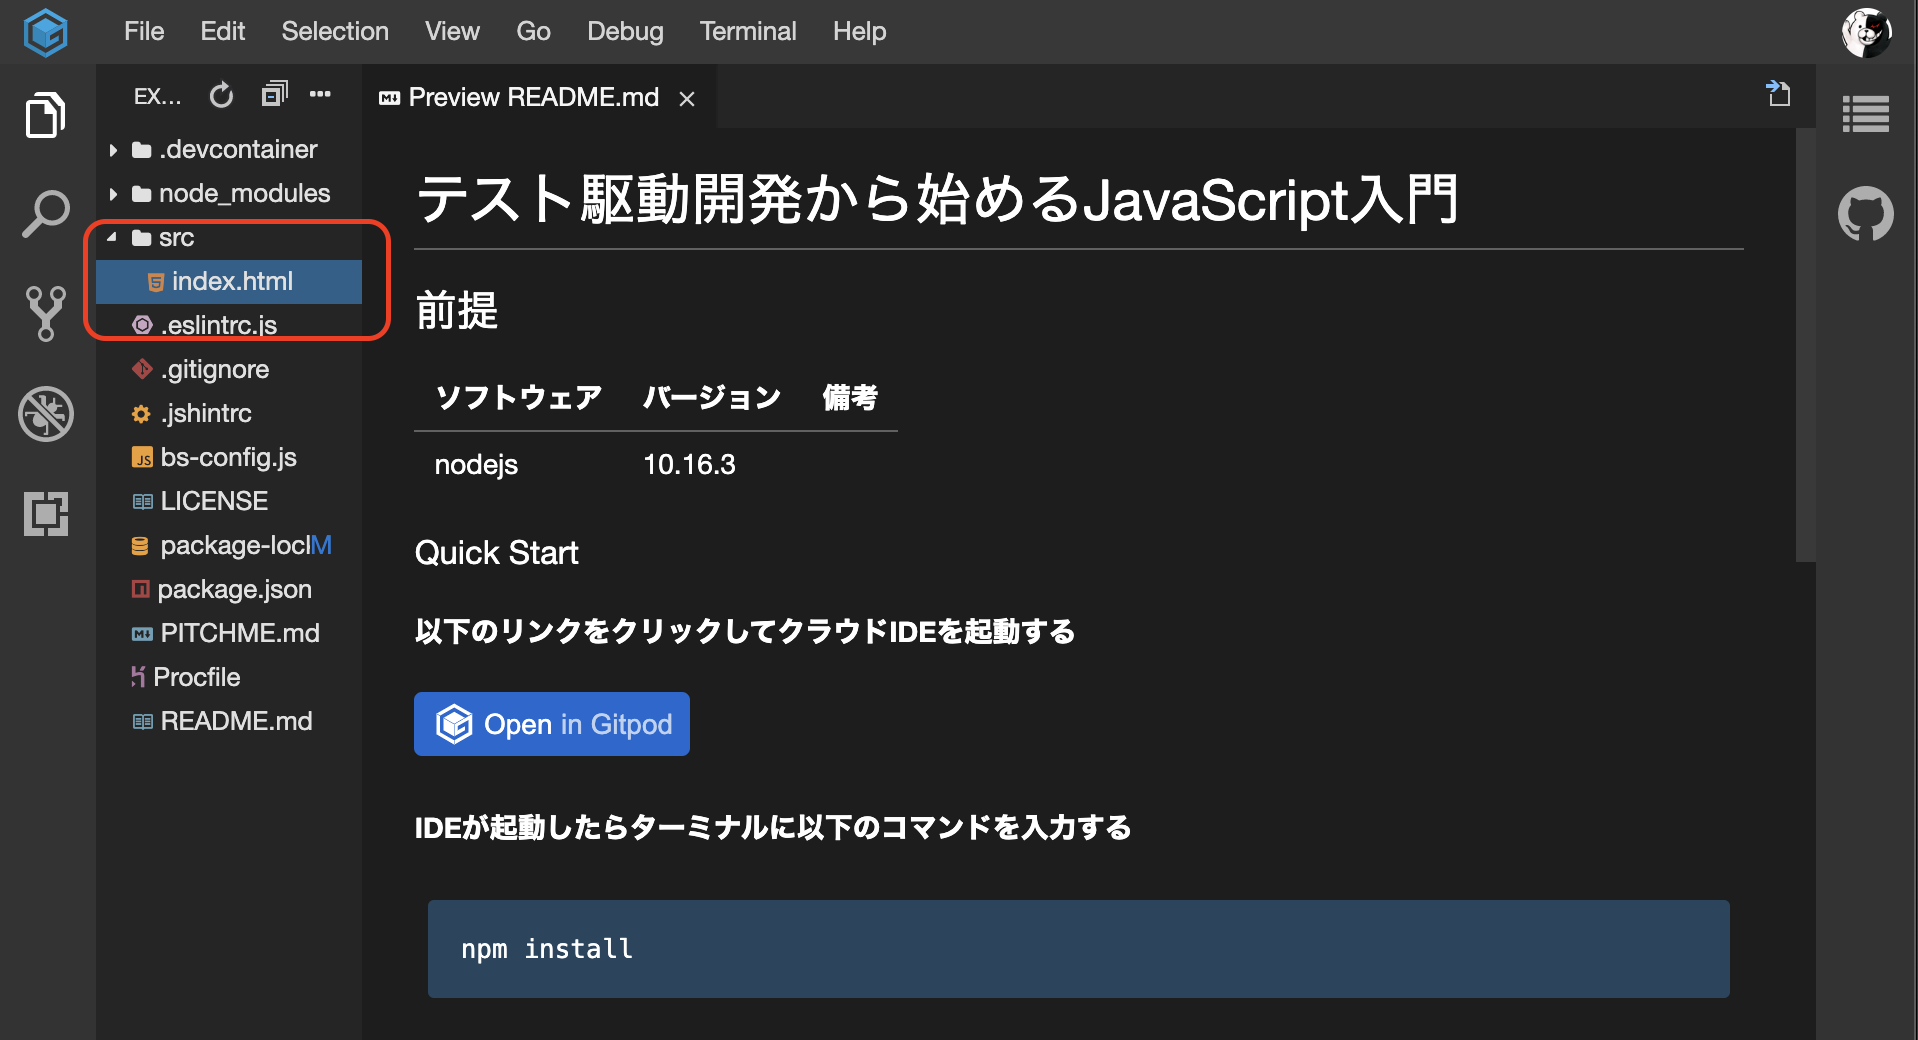 File Edit Selection View Go Debug Terminal Help
EX...
Preview README.md
.devcontainer
node_modules
src
index.html
.eslintrc.js
.gitignore
.jshintrc
bs-config.js
LICENSE
package-locl M
package.json
PITCHME.md
Procfile
README.md
テスト駆動開発から始めるJavaScript入門
前提
ソフトウェア バージョン 備考
nodejs 10.16.3
Quick Start
以下のリンクをクリックしてクラウドIDEを起動する
Open in Gitpod
IDEが起動したらターミナルに以下のコマンドを入力する
npm install